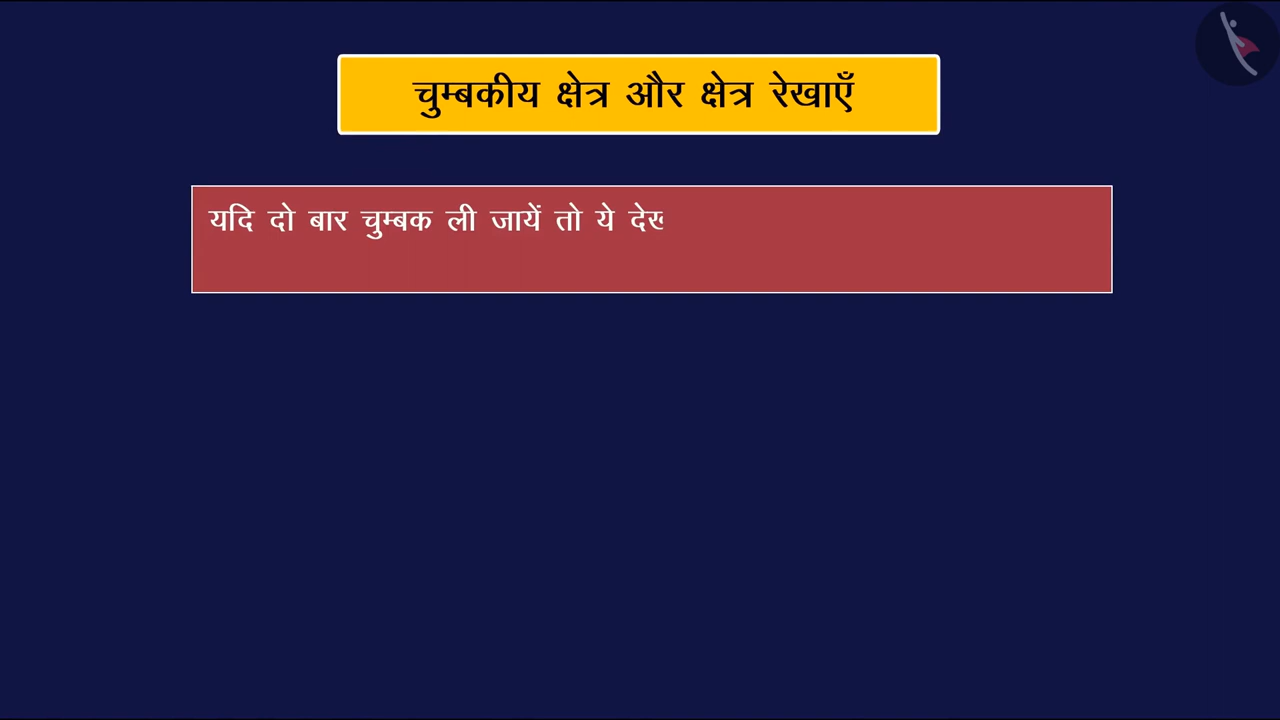 चुम्बकीय क्षेत्र और क्षेत्र रेखाएँ
यदि दो बार चुम्बक ली जायें तो ये